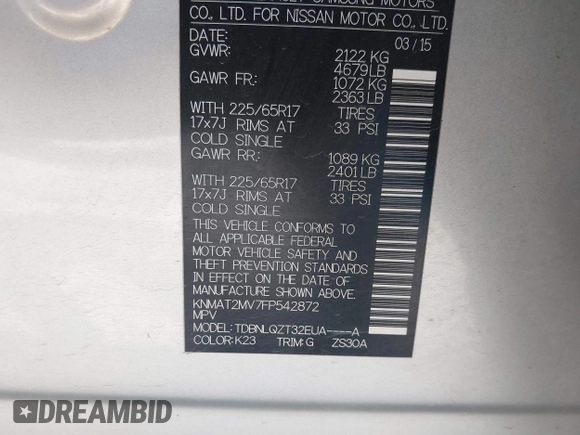 SAMSUNG MOTORS
CO., LTD. FOR NISSAN MOTOR CO., LTD.
DATE: 03/15
GVWR: 2122 KG
4679LB
GAWR FR: 1072 KG
2363 LB
WITH 225/65R17 TIRES
17x7J RIMS AT 33 PSI
COLD SINGLE
GAWR RR: 1089 KG
2401 LB
WITH 225/65R17 TIRES
17x7J RIMS AT 33 PSI
COLD SINGLE
THIS VEHICLE CONFORMS TO
ALL APPLICABLE FEDERAL
MOTOR VEHICLE SAFETY AND
THEFT PREVENTION STANDARDS
IN EFFECT ON THE DATE OF
MANUFACTURE SHOWN ABOVE.
KNMAT2MV7FP542872
MPV
MODEL: TDBNLQZT32EUA----A
COLOR: K23 TRIM: G ZS30A
DREAMBID